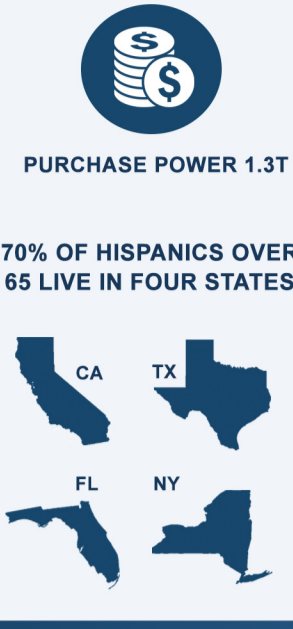 $
$
PURCHASE POWER 1.3T
70% OF HISPANICS OVER
65 LIVE IN FOUR STATES
CA
TX
FL
NY